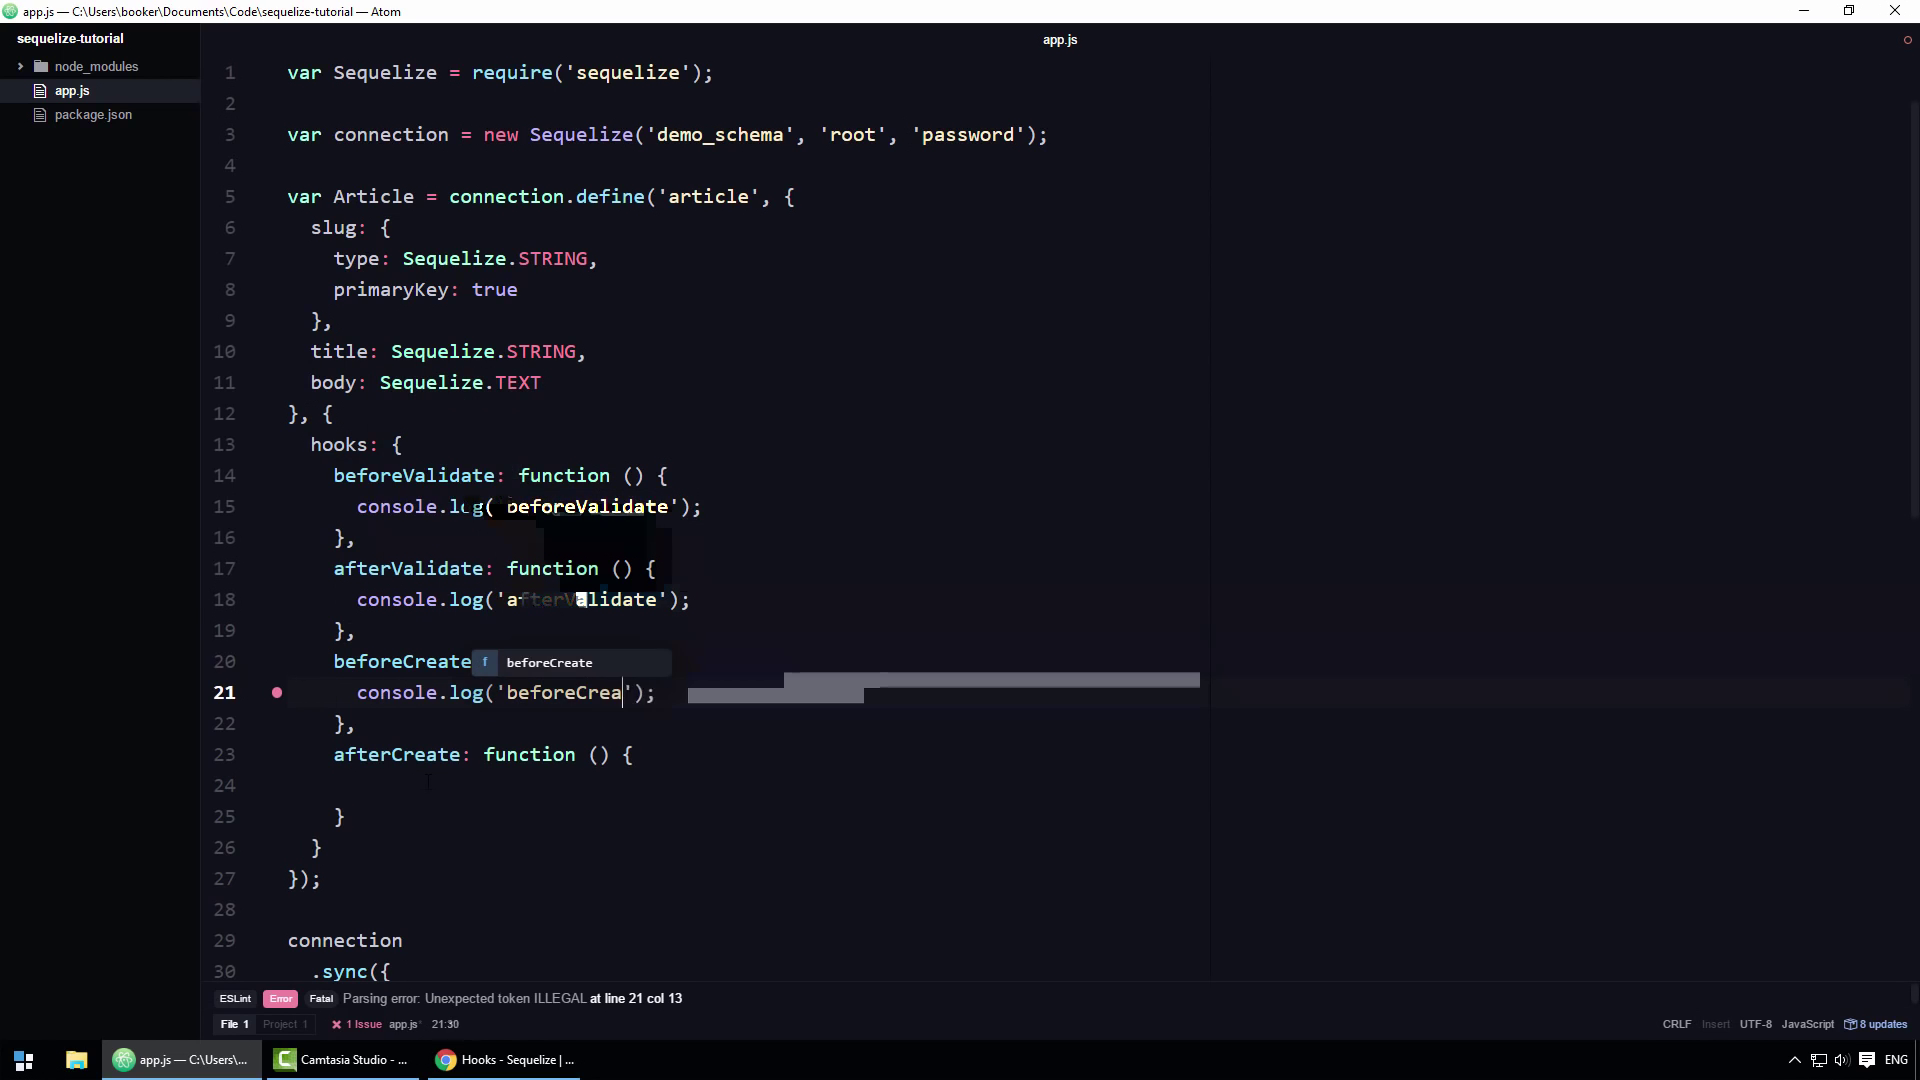 app.js — C:\Users\booker\Documents\Code\sequelize-tutorial — Atom
sequelize-tutorial
app.js
node_modules
app.js
package.json
1 var Sequelize = require('sequelize');
2
3 var connection = new Sequelize('demo_schema', 'root', 'password');
4
5 var Article = connection.define('article', {
6 slug: {
7 type: Sequelize.STRING,
8 primaryKey: true
9 },
10 title: Sequelize.STRING,
11 body: Sequelize.TEXT
12 }, {
13 hooks: {
14 beforeValidate: function () {
15 console.log('beforeValidate');
16 },
17 afterValidate: function () {
18 console.log('afterValidate');
19 },
20 beforeCreate f beforeCreate
21 console.log('beforeCrea');
22 },
23 afterCreate: function () {
24
25 }
26 }
27 });
28
29 connection
30 .sync({
ESLint Error Fatal Parsing error: Unexpected token ILLEGAL at line 21 col 13
File 1 Project 1 1 Issue app.js* 21:30 CRLF Insert UTF-8 JavaScript 8 updates
app.js — C:\Users\... Camtasia Studio - ... Hooks - Sequelize | ... ENG